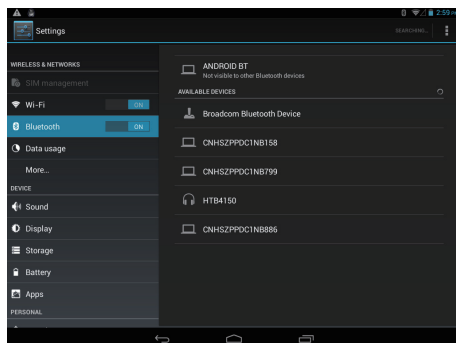 2:59 PM
Settings
SEARCHING...
WIRELESS & NETWORKS
SIM management
Wi-Fi
ON
Bluetooth
ON
Data usage
More...
DEVICE
Sound
Display
Storage
Battery
Apps
PERSONAL
ANDROID BT
Not visible to other Bluetooth devices
AVAILABLE DEVICES
Broadcom Bluetooth Device
CNHSZPPDC1NB158
CNHSZPPDC1NB799
HTB4150
CNHSZPPDC1NB886